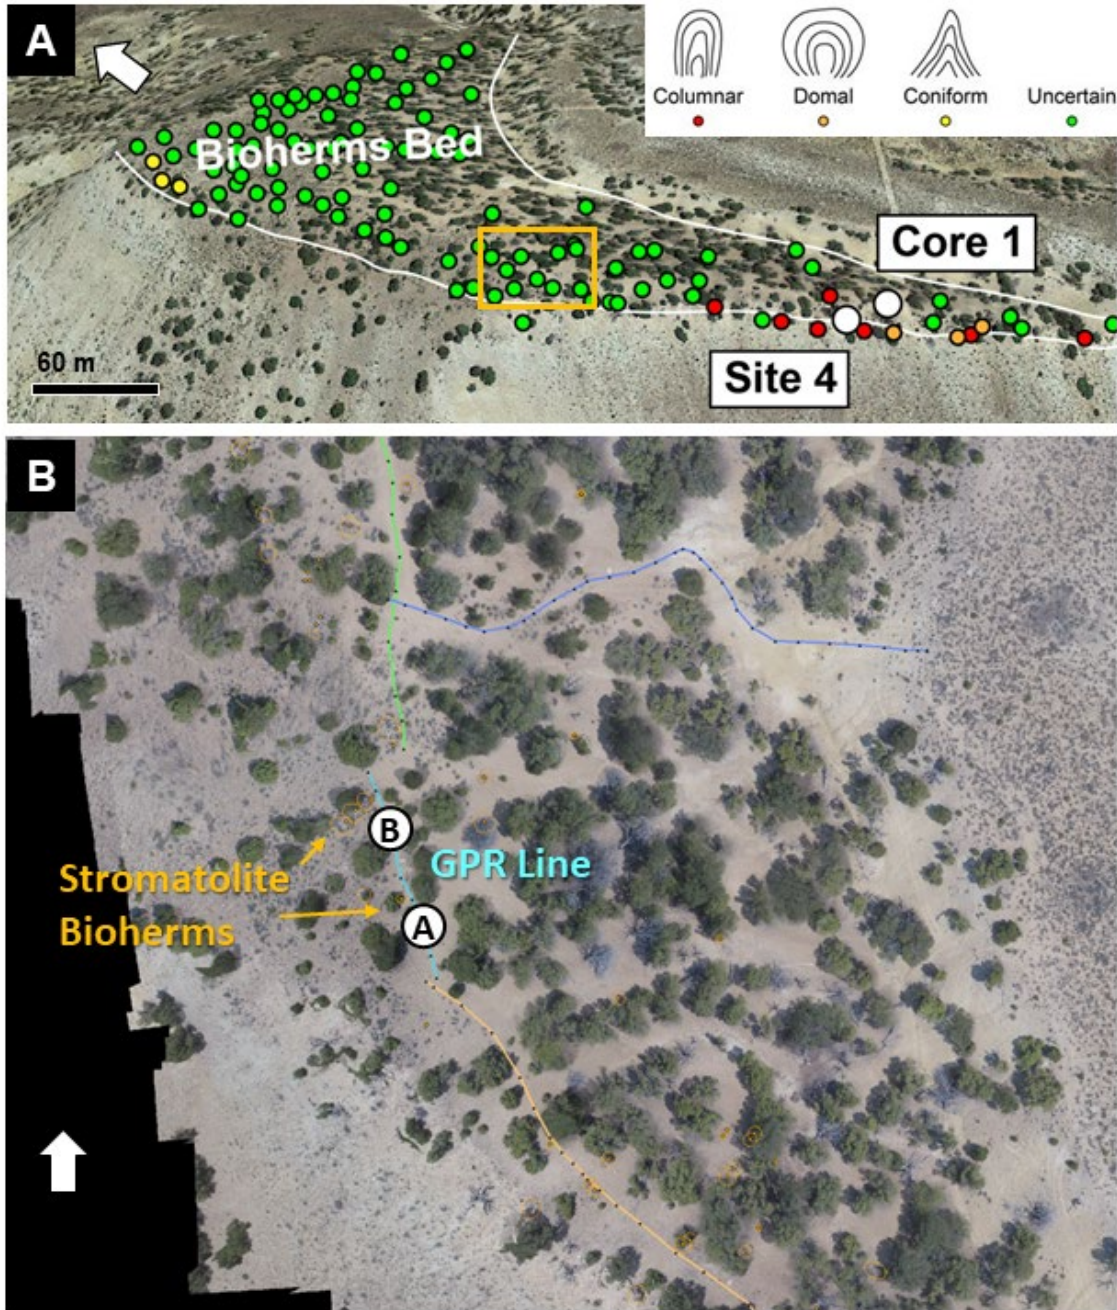 A
Columnar
Domal
Coniform
Uncertain
Bioherms Bed
Core 1
60 m
Site 4
B
B
GPR Line
Stromatolite
Bioherms
A